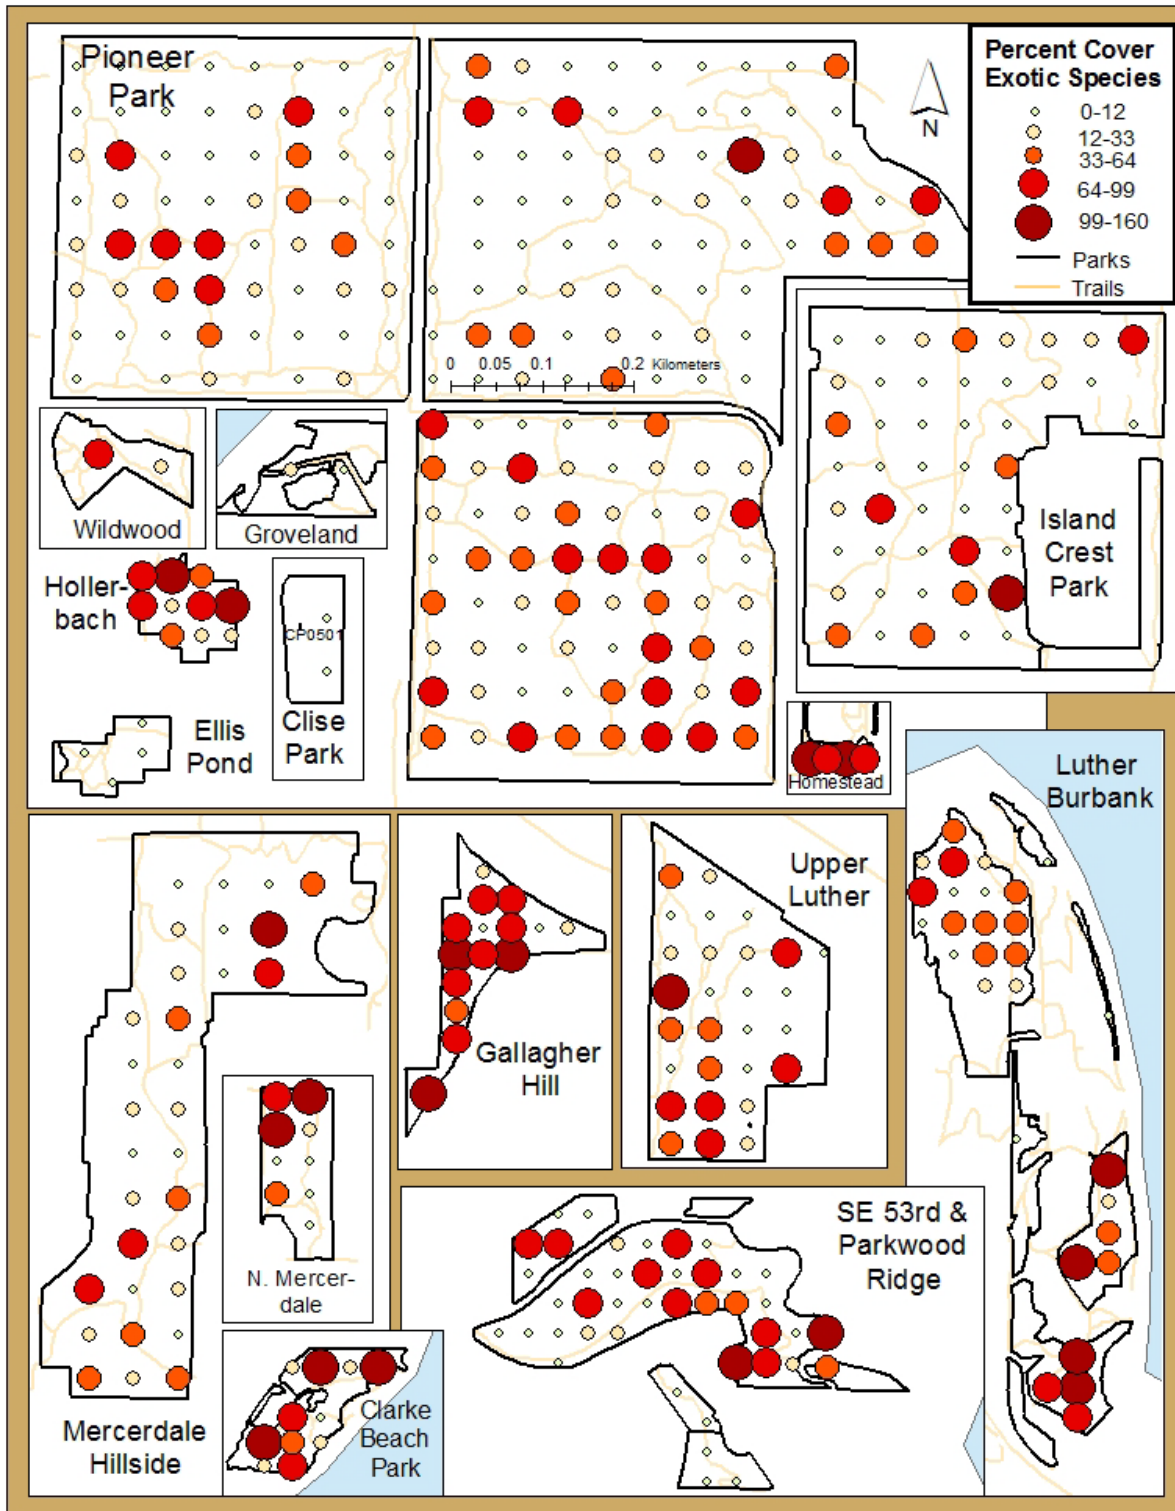 Pioneer
Park
Percent Cover
Exotic Species
0-12
12-33
33-64
64-99
99-160
Parks
Trails
N
0 0.05 0.1 0.2 Kilometers
Wildwood
Groveland
Island
Crest
Park
Holler-
bach
CP0501
Clise
Park
Ellis
Pond
Homestead
Luther
Burbank
Upper
Luther
Gallagher
Hill
N. Mercer-
dale
SE 53rd &
Parkwood
Ridge
Mercerdale
Hillside
Clarke
Beach
Park